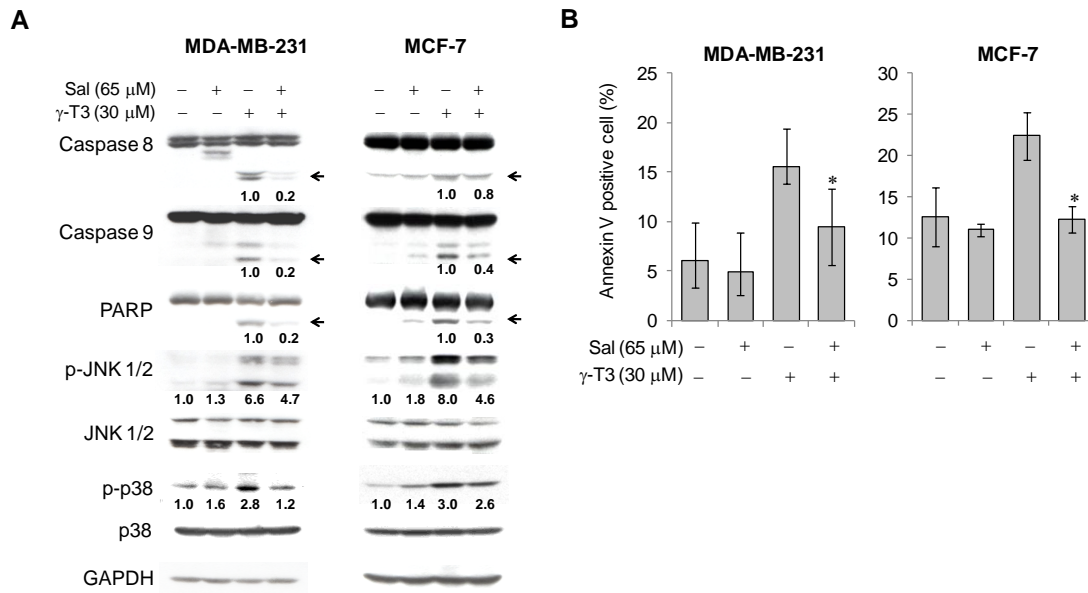 A
MDA-MB-231 MCF-7
Sal (65 μM) – + – + – + – +
γ-T3 (30 μM) – – + + – – + +
Caspase 8
1.0 0.2 1.0 0.8
Caspase 9
1.0 0.2 1.0 0.4
PARP
1.0 0.2 1.0 0.3
p-JNK 1/2
1.0 1.3 6.6 4.7 1.0 1.8 8.0 4.6
JNK 1/2
p-p38
1.0 1.6 2.8 1.2 1.0 1.4 3.0 2.6
p38
GAPDH
B
MDA-MB-231 MCF-7
Annexin V positive cell (%)
25
20
15
10
5
0
30
25
20
15
10
5
0
*
*
Sal (65 μM) – + – + – + – +
γ-T3 (30 μM) – – + + – – + +